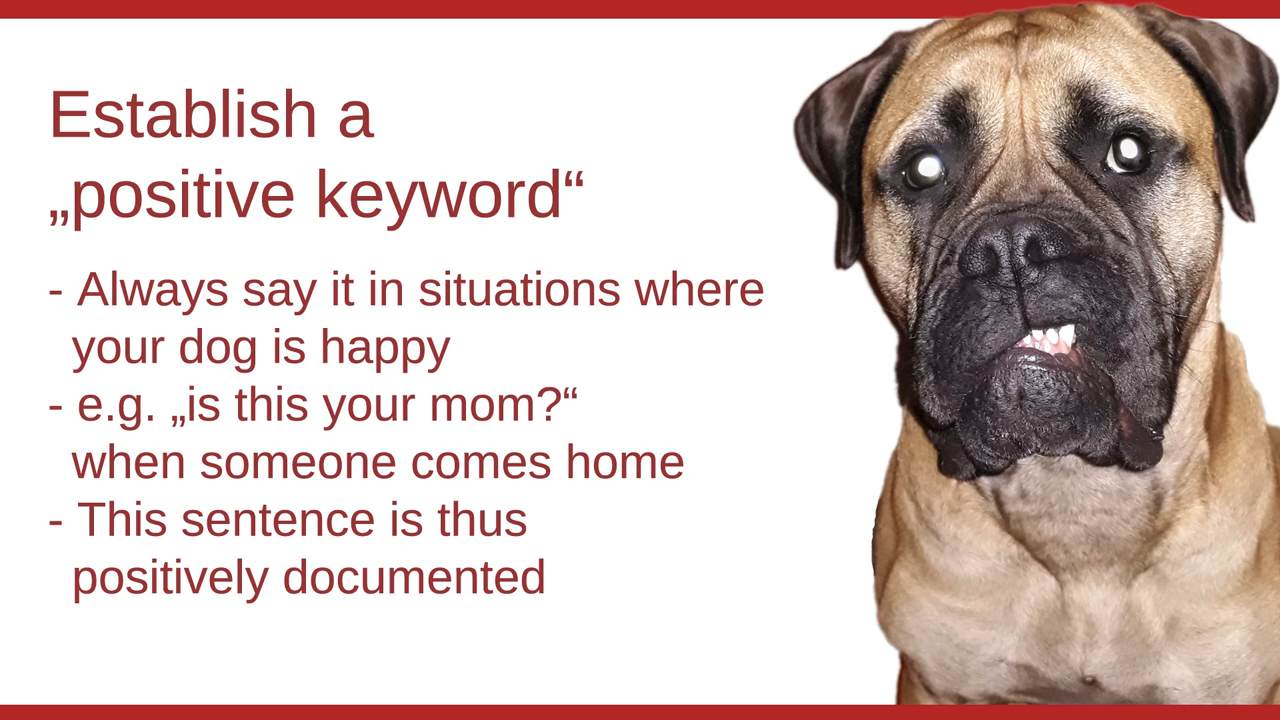 Establish a
„positive keyword“
- Always say it in situations where
your dog is happy
- e.g. „is this your mom?“
when someone comes home
- This sentence is thus
positively documented